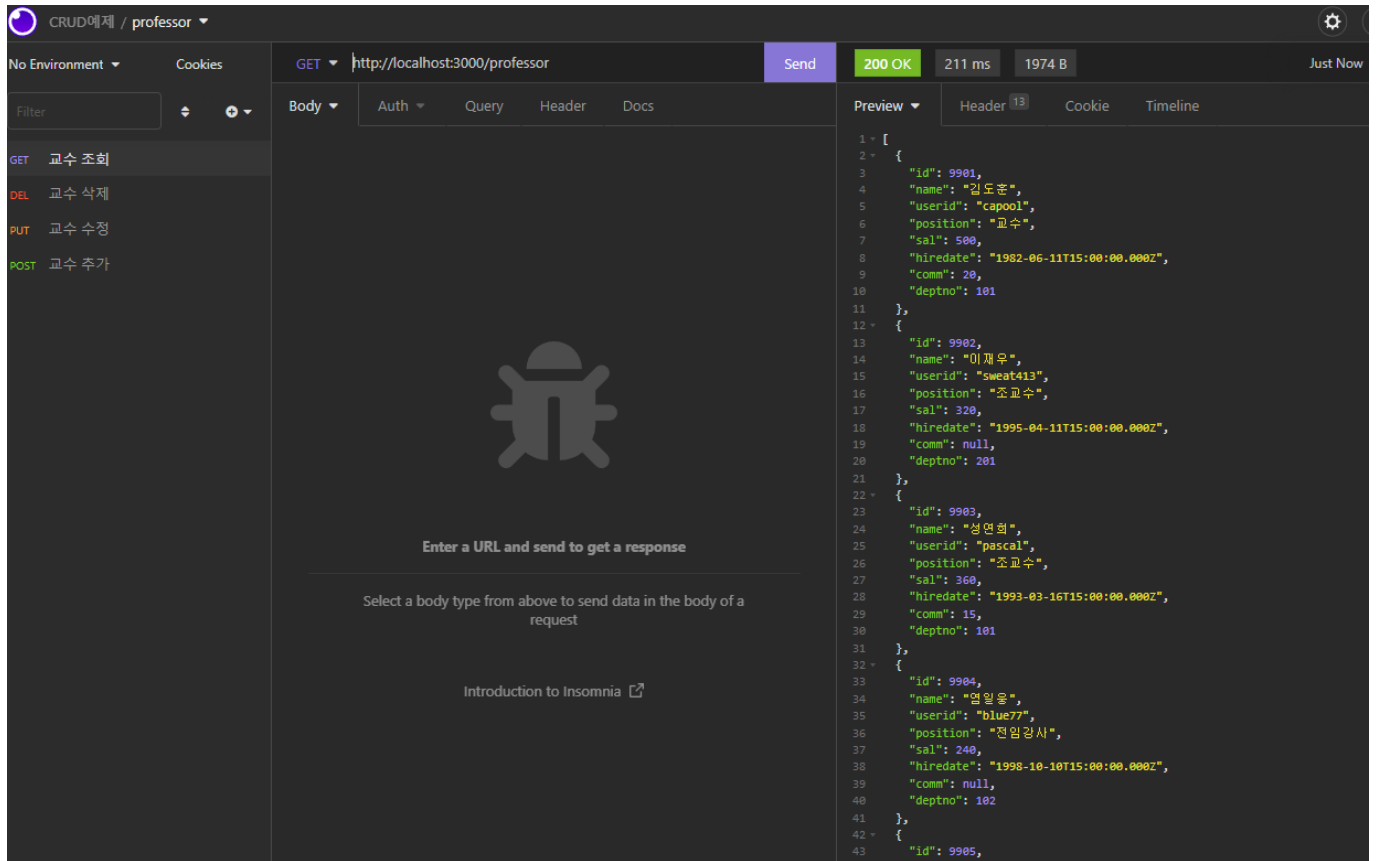 CRUD예제 / professor
No Environment
Cookies
Filter
GET 교수 조회
DEL 교수 삭제
PUT 교수 수정
POST 교수 추가
GET http://localhost:3000/professor Send
Body Auth Query Header Docs
Enter a URL and send to get a response
Select a body type from above to send data in the body of a
request
Introduction to Insomnia
200 OK 211 ms 1974 B Just Now
Preview Header 13 Cookie Timeline
1 [
2 {
3 "id": 9901,
4 "name": "김도훈",
5 "userid": "capool",
6 "position": "교수",
7 "sal": 500,
8 "hiredate": "1982-06-11T15:00:00.000Z",
9 "comm": 20,
10 "deptno": 101
11 },
12 {
13 "id": 9902,
14 "name": "이재우",
15 "userid": "sweat413",
16 "position": "조교수",
17 "sal": 320,
18 "hiredate": "1995-04-11T15:00:00.000Z",
19 "comm": null,
20 "deptno": 201
21 },
22 {
23 "id": 9903,
24 "name": "성연희",
25 "userid": "pascal",
26 "position": "조교수",
27 "sal": 360,
28 "hiredate": "1993-03-16T15:00:00.000Z",
29 "comm": 15,
30 "deptno": 101
31 },
32 {
33 "id": 9904,
34 "name": "염일웅",
35 "userid": "blue77",
36 "position": "전임강사",
37 "sal": 240,
38 "hiredate": "1998-10-10T15:00:00.000Z",
39 "comm": null,
40 "deptno": 102
41 },
42 {
43 "id": 9905,